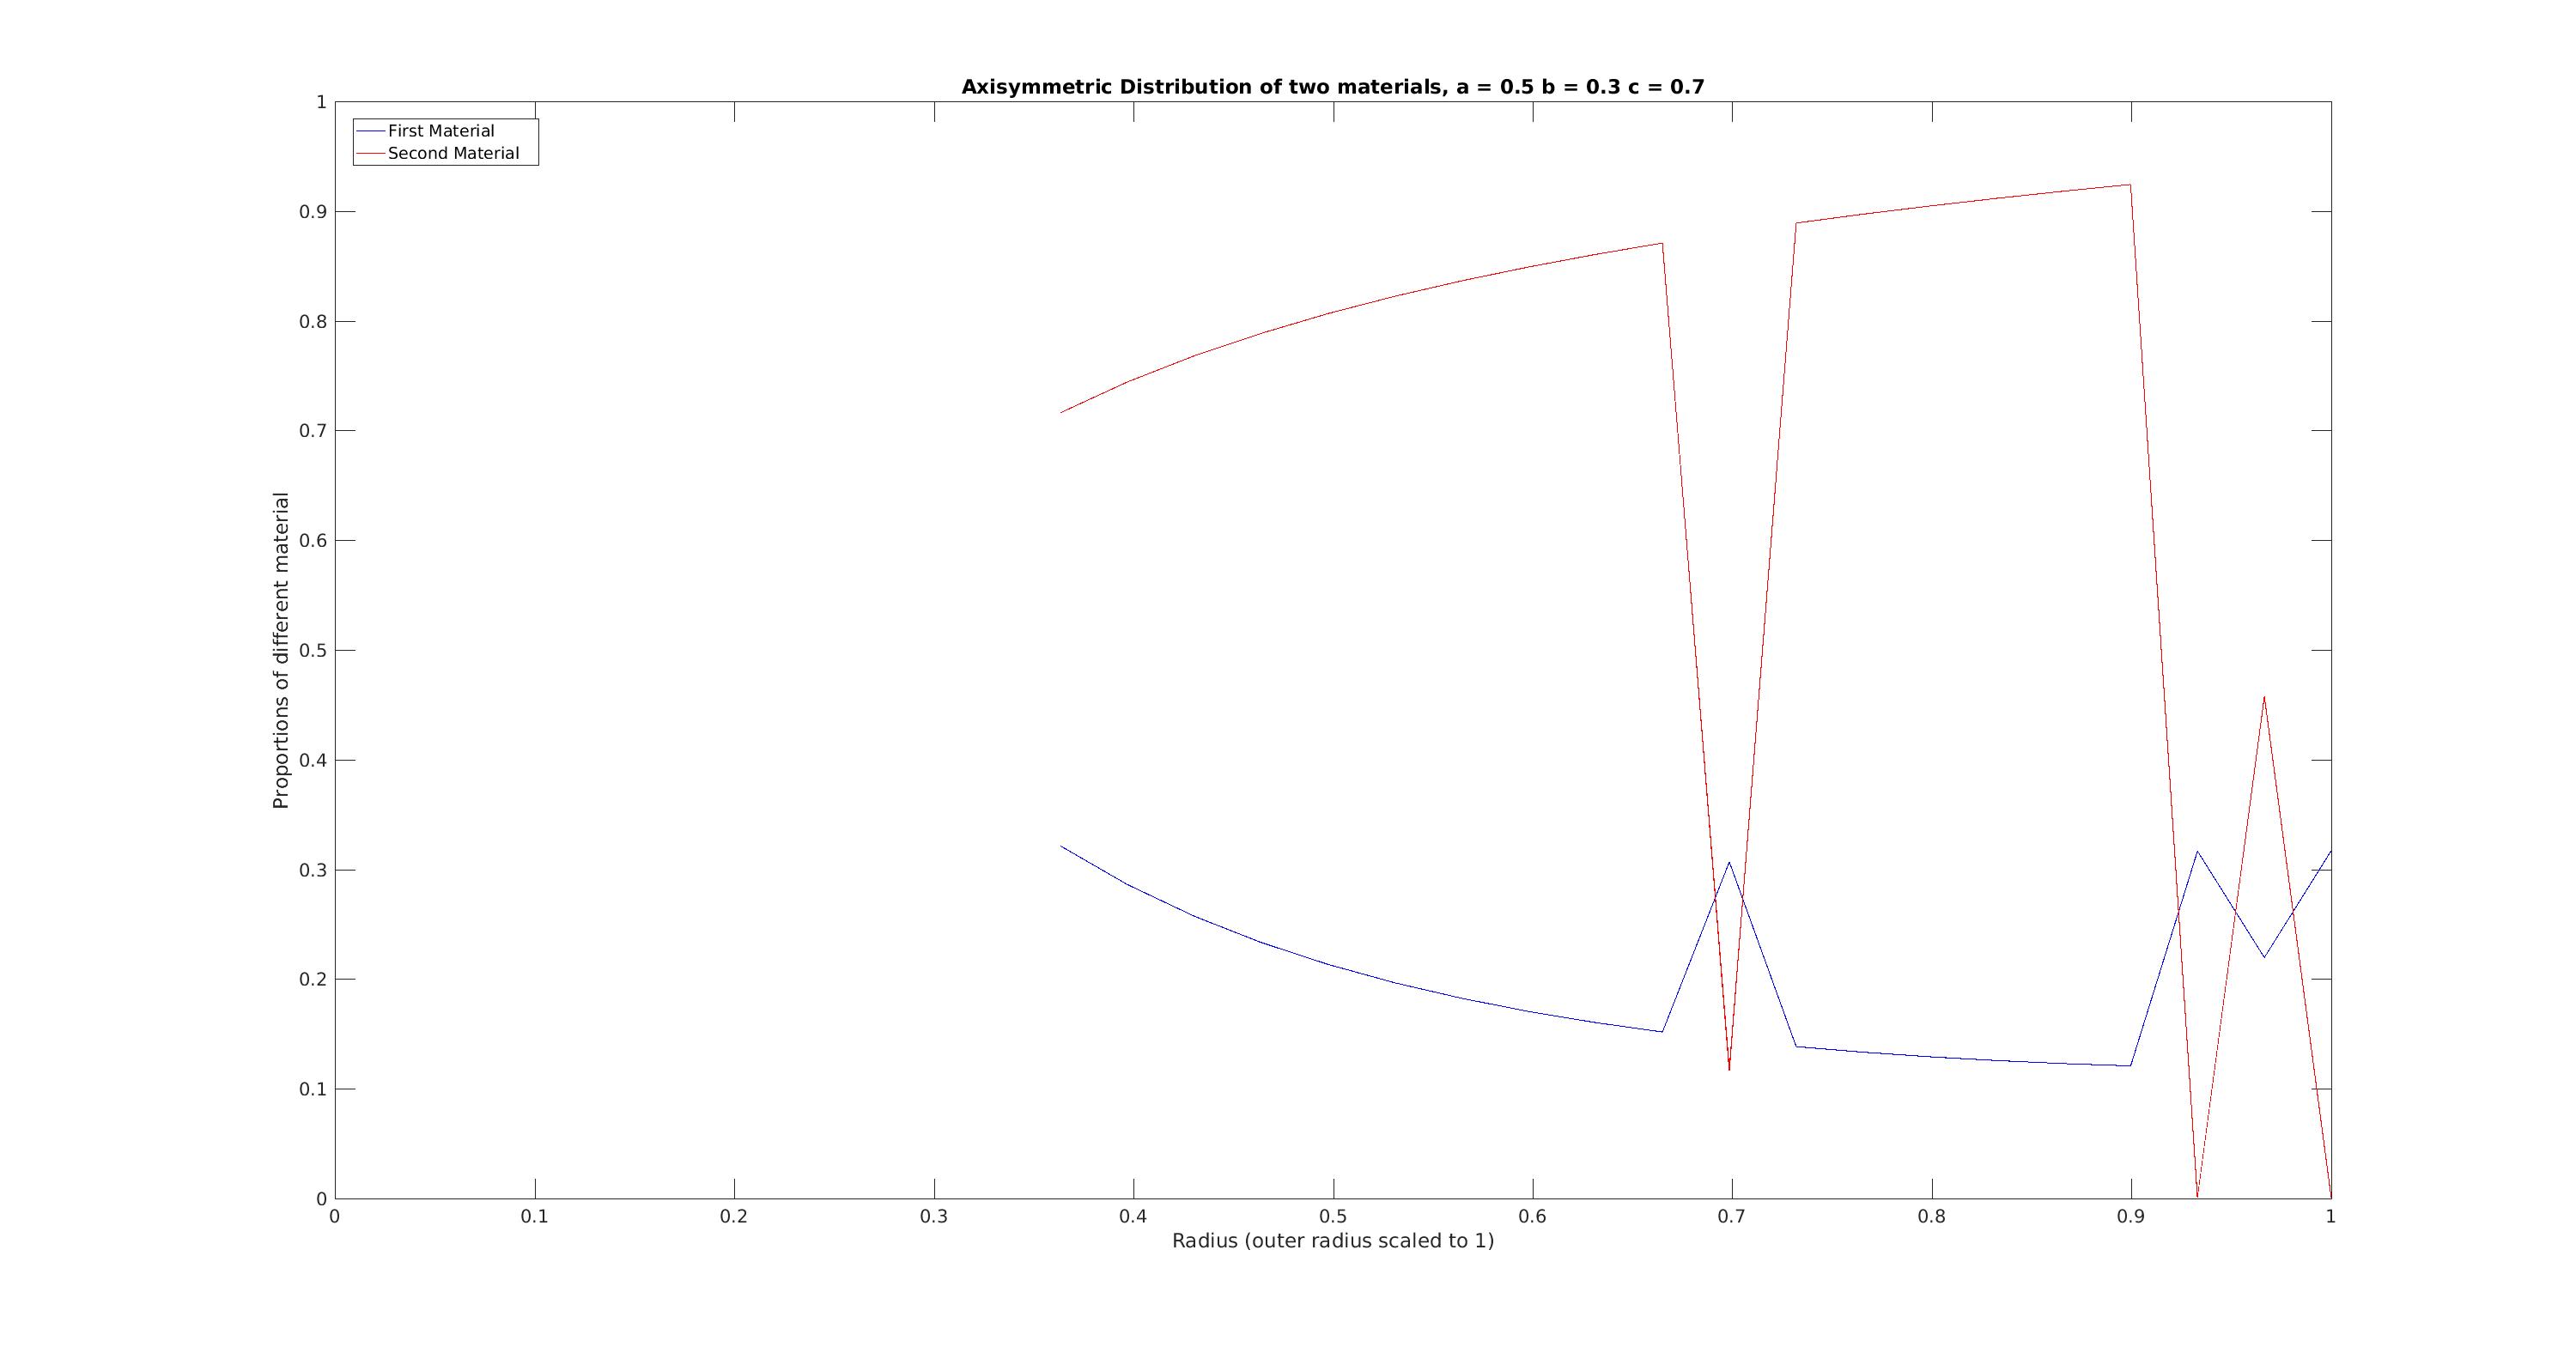 Axisymmetric Distribution of two materials, a = 0.5 b = 0.3 c = 0.7
First Material
Second Material
1
0.9
0.8
0.7
0.6
0.5
0.4
0.3
0.2
0.1
0
Proportions of different material
0 0.1 0.2 0.3 0.4 0.5 0.6 0.7 0.8 0.9 1
Radius (outer radius scaled to 1)